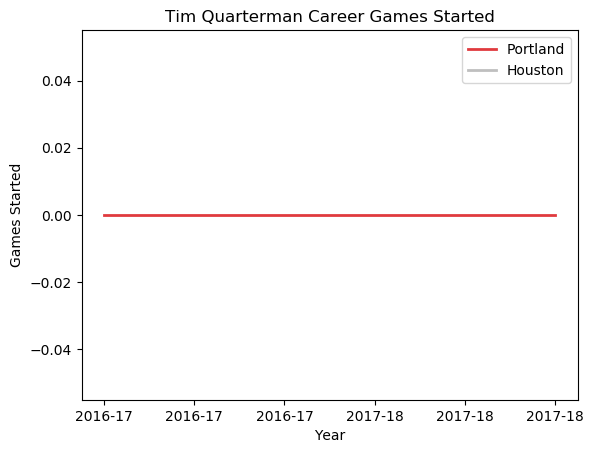 Tim Quarterman Career Games Started
Portland
Houston
Games Started
0.04
0.02
0.00
−0.02
−0.04
2016-17 2016-17 2016-17 2017-18 2017-18 2017-18
Year